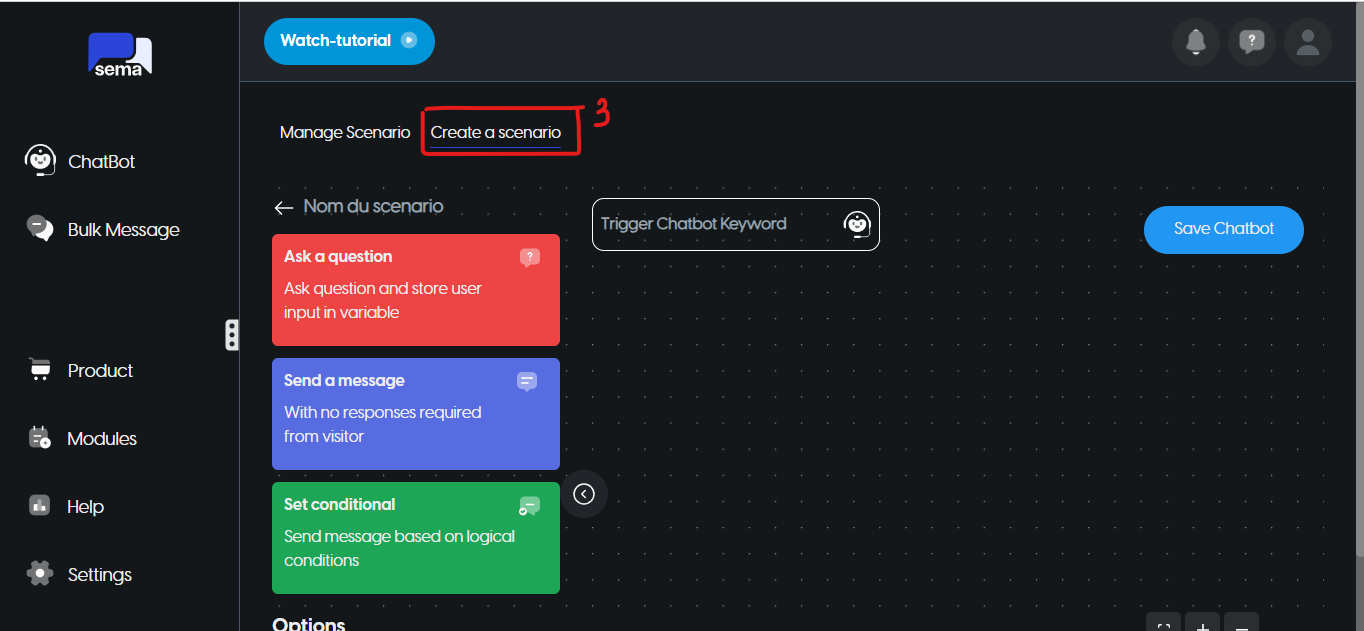 sema
Watch-tutorial
ChatBot
Bulk Message
Product
Modules
Help
Settings
Manage Scenario
Create a scenario
3
Nom du scenario
Trigger Chatbot Keyword
Save Chatbot
Ask a question
Ask question and store user
input in variable
Send a message
With no responses required
from visitor
Set conditional
Send message based on logical
conditions
Options